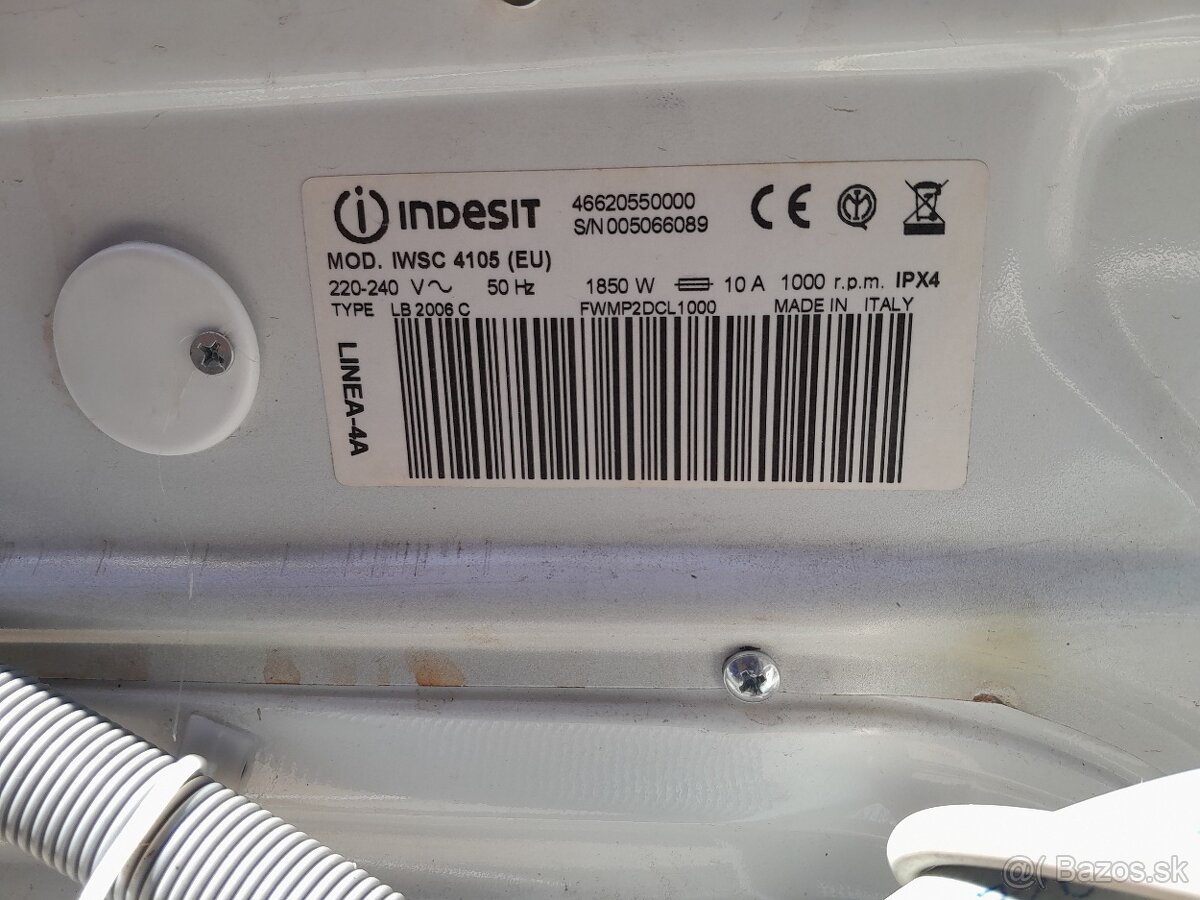 INDESIT
46620550000
S/N 005066089
CE
MOD. IWSC 4105 (EU)
220-240 V~ 50 Hz 1850 W 10 A 1000 r.p.m. IPX4
TYPE LB 2006 C FWMP2DCL1000 MADE IN ITALY
LINEA-4A
@( Bazos.sk